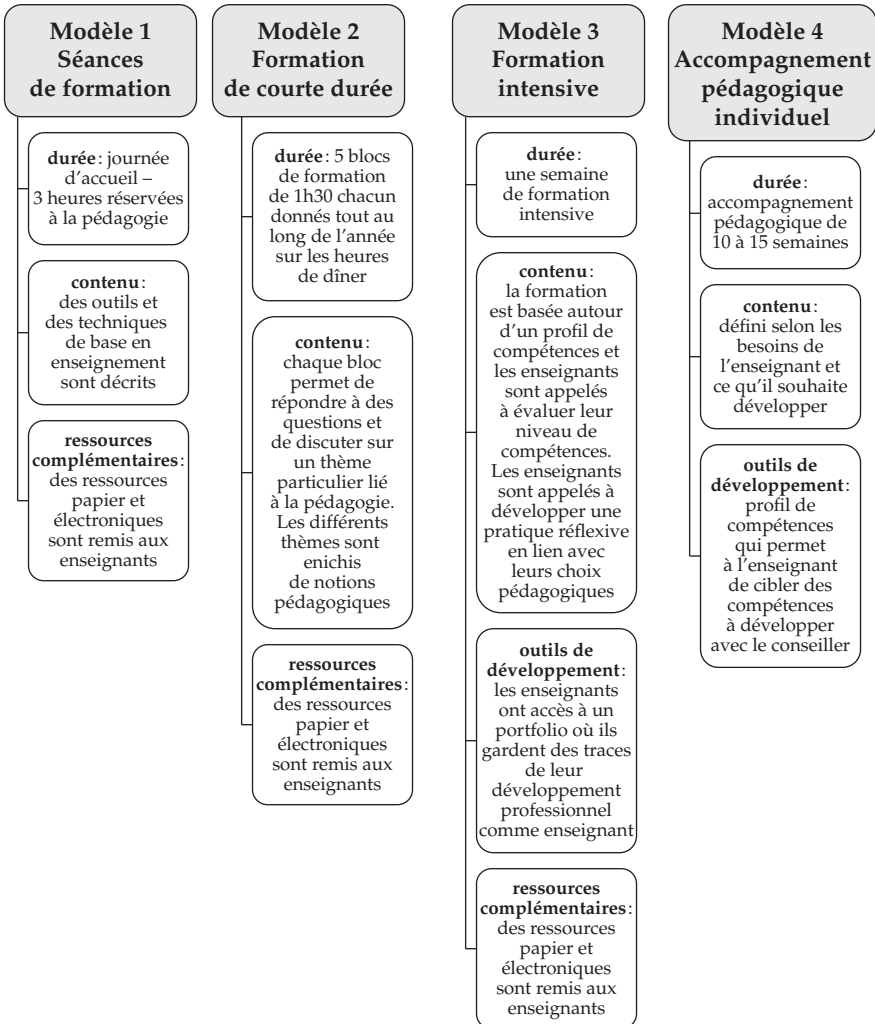 Modèle 1
Séances
de formation
durée: journée
d'accueil –
3 heures réservées
à la pédagogie
contenu:
des outils et
des techniques
de base en
enseignement
sont décrits
ressources
complémentaires:
des ressources
papier et
électroniques
sont remis aux
enseignants
Modèle 2
Formation
de courte durée
durée: 5 blocs
de formation
de 1h30 chacun
donnés tout au
long de l'année
sur les heures
de dîner
contenu:
chaque bloc
permet de
répondre à des
questions et
de discuter sur
un thème
particulier lié
à la pédagogie.
Les différents
thèmes sont
enichis
de notions
pédagogiques
ressources
complémentaires:
des ressources
papier et
électroniques
sont remis aux
enseignants
Modèle 3
Formation
intensive
durée:
une semaine
de formation
intensive
contenu:
la formation
est basée autour
d'un profil de
compétences et
les enseignants
sont appelés
à évaluer leur
niveau de
compétences.
Les enseignants
sont appelés à
développer une
pratique réflexive
en lien avec
leurs choix
pédagogiques
outils de
développement:
les enseignants
ont accès à un
portfolio où ils
gardent des traces
de leur
développement
professionnel
comme enseignant
ressources
complémentaires:
des ressources
papier et
électroniques
sont remis aux
enseignants
Modèle 4
Accompagnement
pédagogique
individuel
durée:
accompagnement
pédagogique de
10 à 15 semaines
contenu:
défini selon les
besoins de
l'enseignant et
ce qu'il souhaite
développer
outils de
développement:
profil de
compétences
qui permet
à l'enseignant
de cibler des
compétences
à développer
avec le conseiller